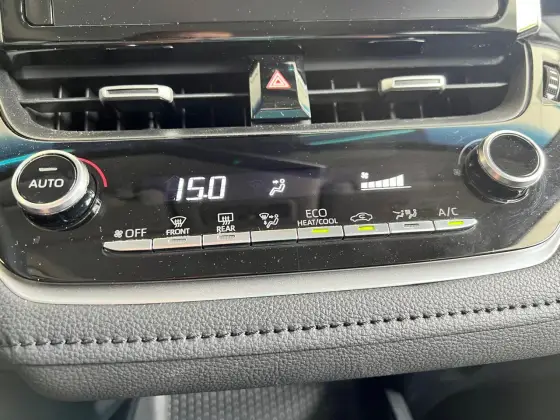 AUTO
15.0
OFF
FRONT
REAR
ECO
HEAT/COOL
A/C